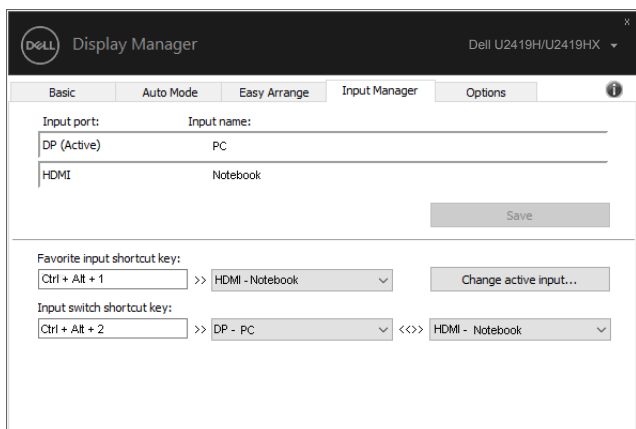 x
DELL Display Manager Dell U2419H/U2419HX
Basic Auto Mode Easy Arrange Input Manager Options i
Input port: Input name:
DP (Active) PC
HDMI Notebook
Save
Favorite input shortcut key:
Ctrl + Alt + 1 >> HDMI - Notebook Change active input...
Input switch shortcut key:
Ctrl + Alt + 2 >> DP - PC <<>> HDMI - Notebook